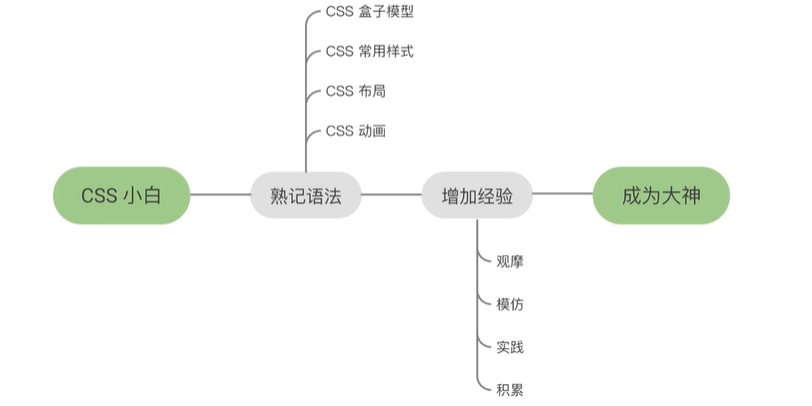 CSS 盒子模型
CSS 常用样式
CSS 布局
CSS 动画
CSS 小白
熟记语法
增加经验
成为大神
观摩
模仿
实践
积累